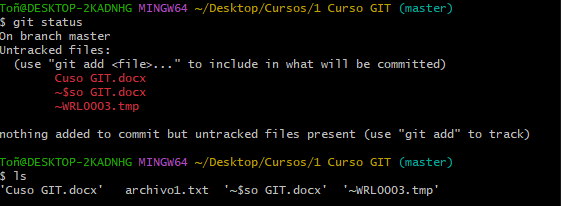 Toñ@DESKTOP-2KADNHG MINGW64 ~/Desktop/Cursos/1 Curso GIT (master)
$ git status
On branch master
Untracked files:
  (use "git add <file>..." to include in what will be committed)
        Cuso GIT.docx
        ~$so GIT.docx
        ~WRL0003.tmp

nothing added to commit but untracked files present (use "git add" to track)

Toñ@DESKTOP-2KADNHG MINGW64 ~/Desktop/Cursos/1 Curso GIT (master)
$ ls
'Cuso GIT.docx'   archivo1.txt  '~$so GIT.docx'  '~WRL0003.tmp'